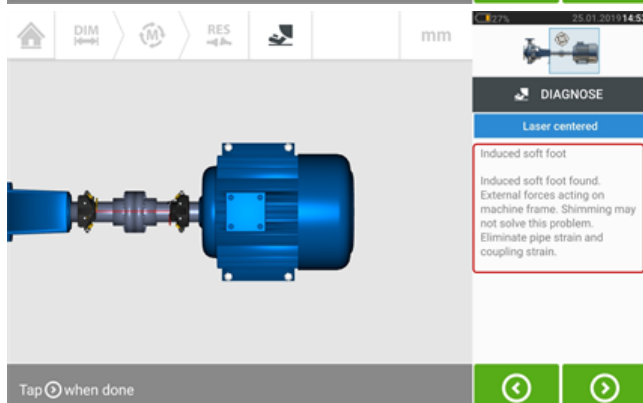 DIM
M
RES
mm
27%
25.01.2019 14:52
DIAGNOSE
Laser centered
Induced soft foot
Induced soft foot found.
External forces acting on
machine frame. Shimming may
not solve this problem.
Eliminate pipe strain and
coupling strain.
Tap when done